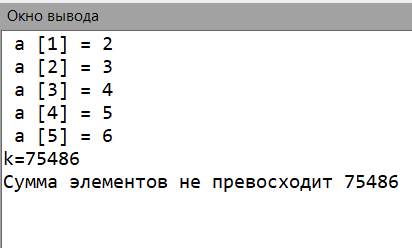 Окно вывода
a [1] = 2
a [2] = 3
a [3] = 4
a [4] = 5
a [5] = 6
k=75486
Сумма элементов не превосходит 75486